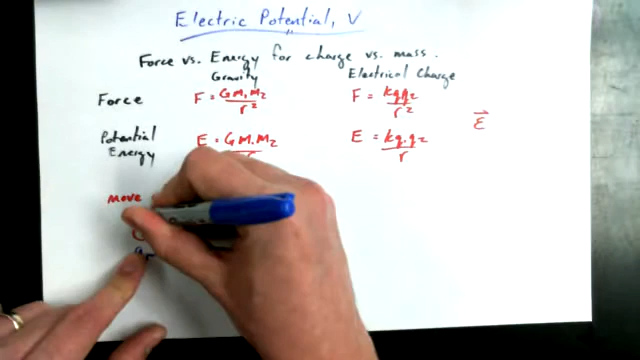 Electric Potential, V
Force vs. Energy for charge vs. mass.
Gravity Electrical Charge
Force F = GM₁M₂/r² F = kq₁q₂/r²
ε⃗
Potential Energy E = GM₁M₂/r E = kq₁q₂/r
move